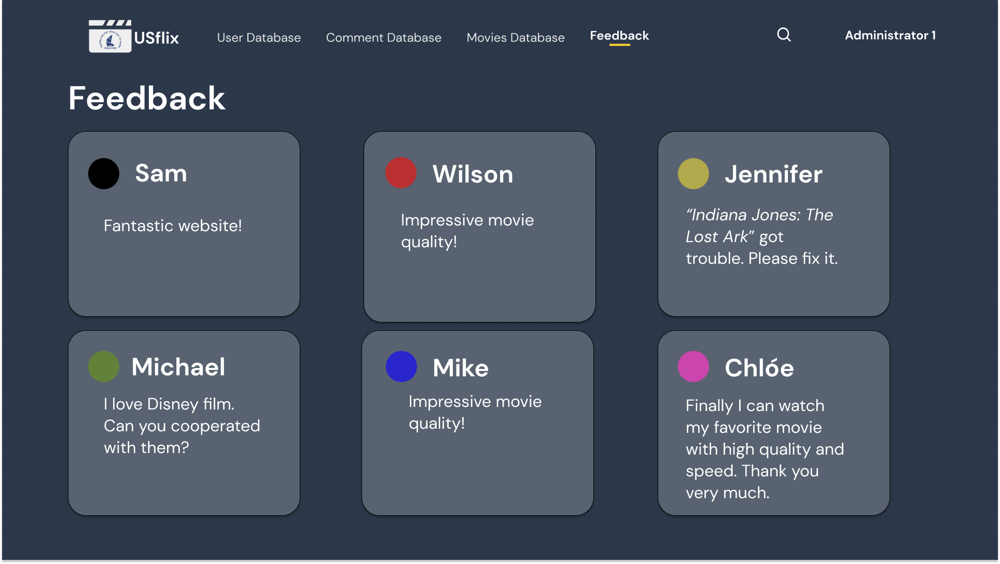 USflix
User Database
Comment Database
Movies Database
Feedback
Administrator 1
Feedback
Sam
Fantastic website!
Wilson
Impressive movie
quality!
Jennifer
“Indiana Jones: The
Lost Ark” got
trouble. Please fix it.
Michael
I love Disney film.
Can you cooperated
with them?
Mike
Impressive movie
quality!
Chlóe
Finally I can watch
my favorite movie
with high quality and
speed. Thank you
very much.